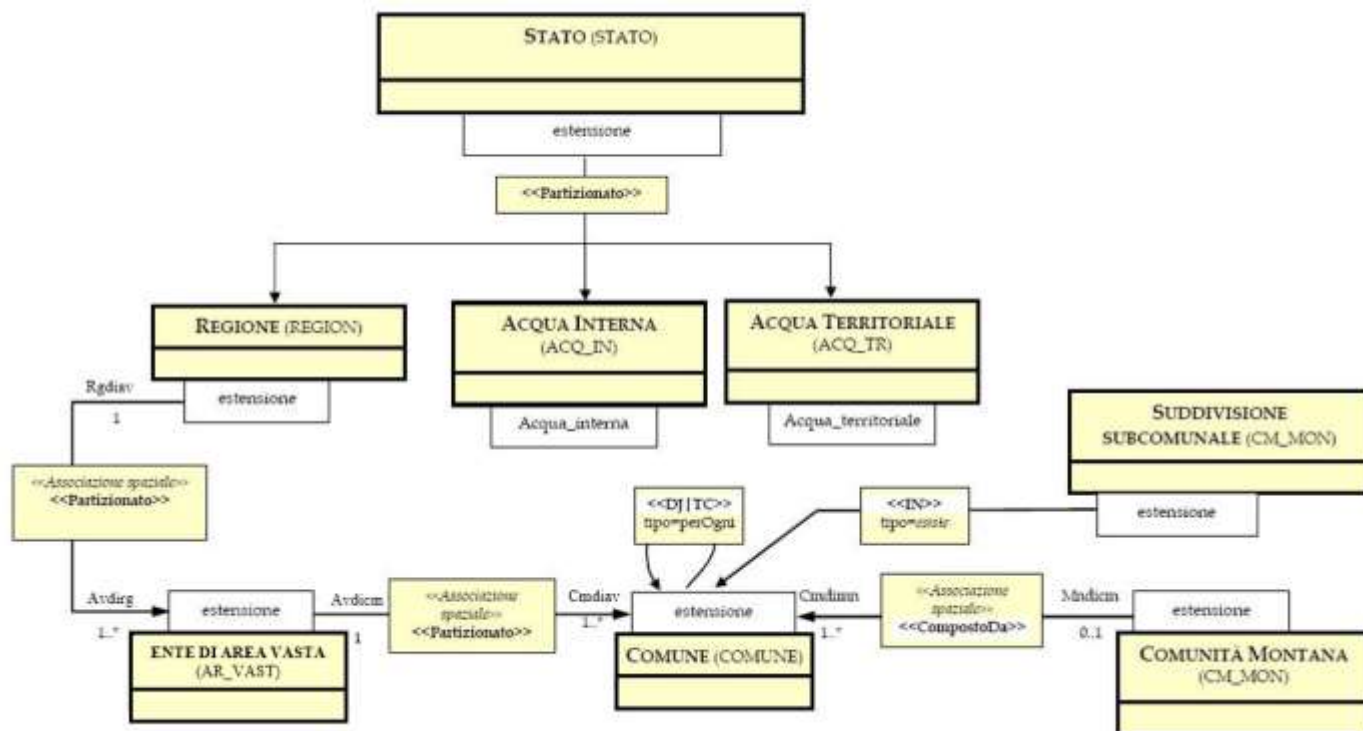 STATO (STATO)
estensione
<<Partizionato>>
REGIONE (REGION)
estensione
ACQUA INTERNA
(ACQ_IN)
Acqua_interna
ACQUA TERRITORIALE
(ACQ_TR)
Acqua_territoriale
SUDDIVISIONE
SUBCOMUNALE (CM_MON)
estensione
Rgdiav
1
<<Associazione spaziale>>
<<Partizionato>>
<<DJ|TC>>
tipo=perOgni
<<IN>>
tipo=esiste
Avdirg
1..*
estensione
ENTE DI AREA VASTA
(AR_VAST)
Avdicm
1
<<Associazione
spaziale>>
<<Partizionato>>
Cmdiav
1..*
estensione
COMUNE (COMUNE)
Cmdimn
1..*
<<Associazione
spaziale>>
<<CompostoDa>>
Mndicm
0..1
estensione
COMUNITÀ MONTANA
(CM_MON)